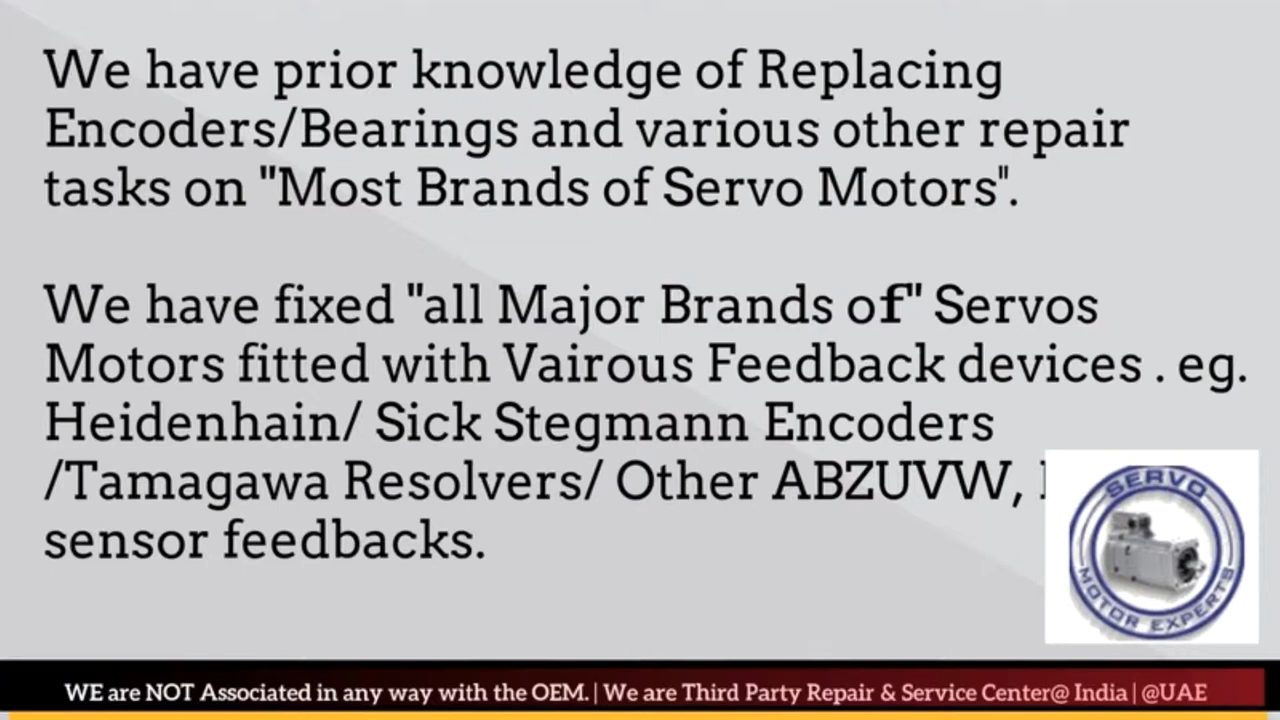 We have prior knowledge of Replacing
Encoders/Bearings and various other repair
tasks on "Most Brands of Servo Motors".
We have fixed "all Major Brands of" Servos
Motors fitted with Vairous Feedback devices . eg.
Heidenhain/ Sick Stegmann Encoders
/Tamagawa Resolvers/ Other ABZUVW,
sensor feedbacks.
SERVO
MOTOR EXPERTS
WE are NOT Associated in any way with the OEM. | We are Third Party Repair & Service Center@ India | @UAE